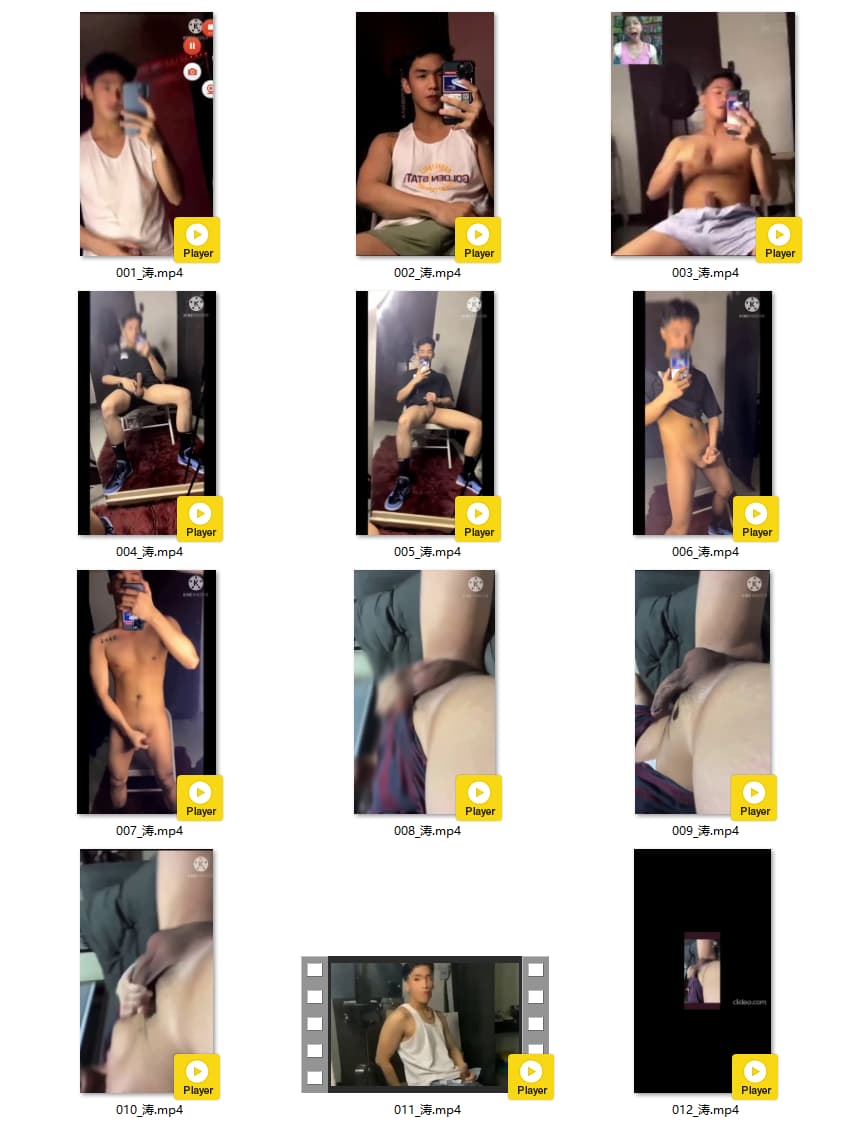 GOLDEN STAT
Player
Player
Player
001_涛.mp4
002_涛.mp4
003_涛.mp4
Player
Player
Player
004_涛.mp4
005_涛.mp4
006_涛.mp4
Player
Player
Player
007_涛.mp4
008_涛.mp4
009_涛.mp4
clideo.com
Player
Player
Player
010_涛.mp4
011_涛.mp4
012_涛.mp4